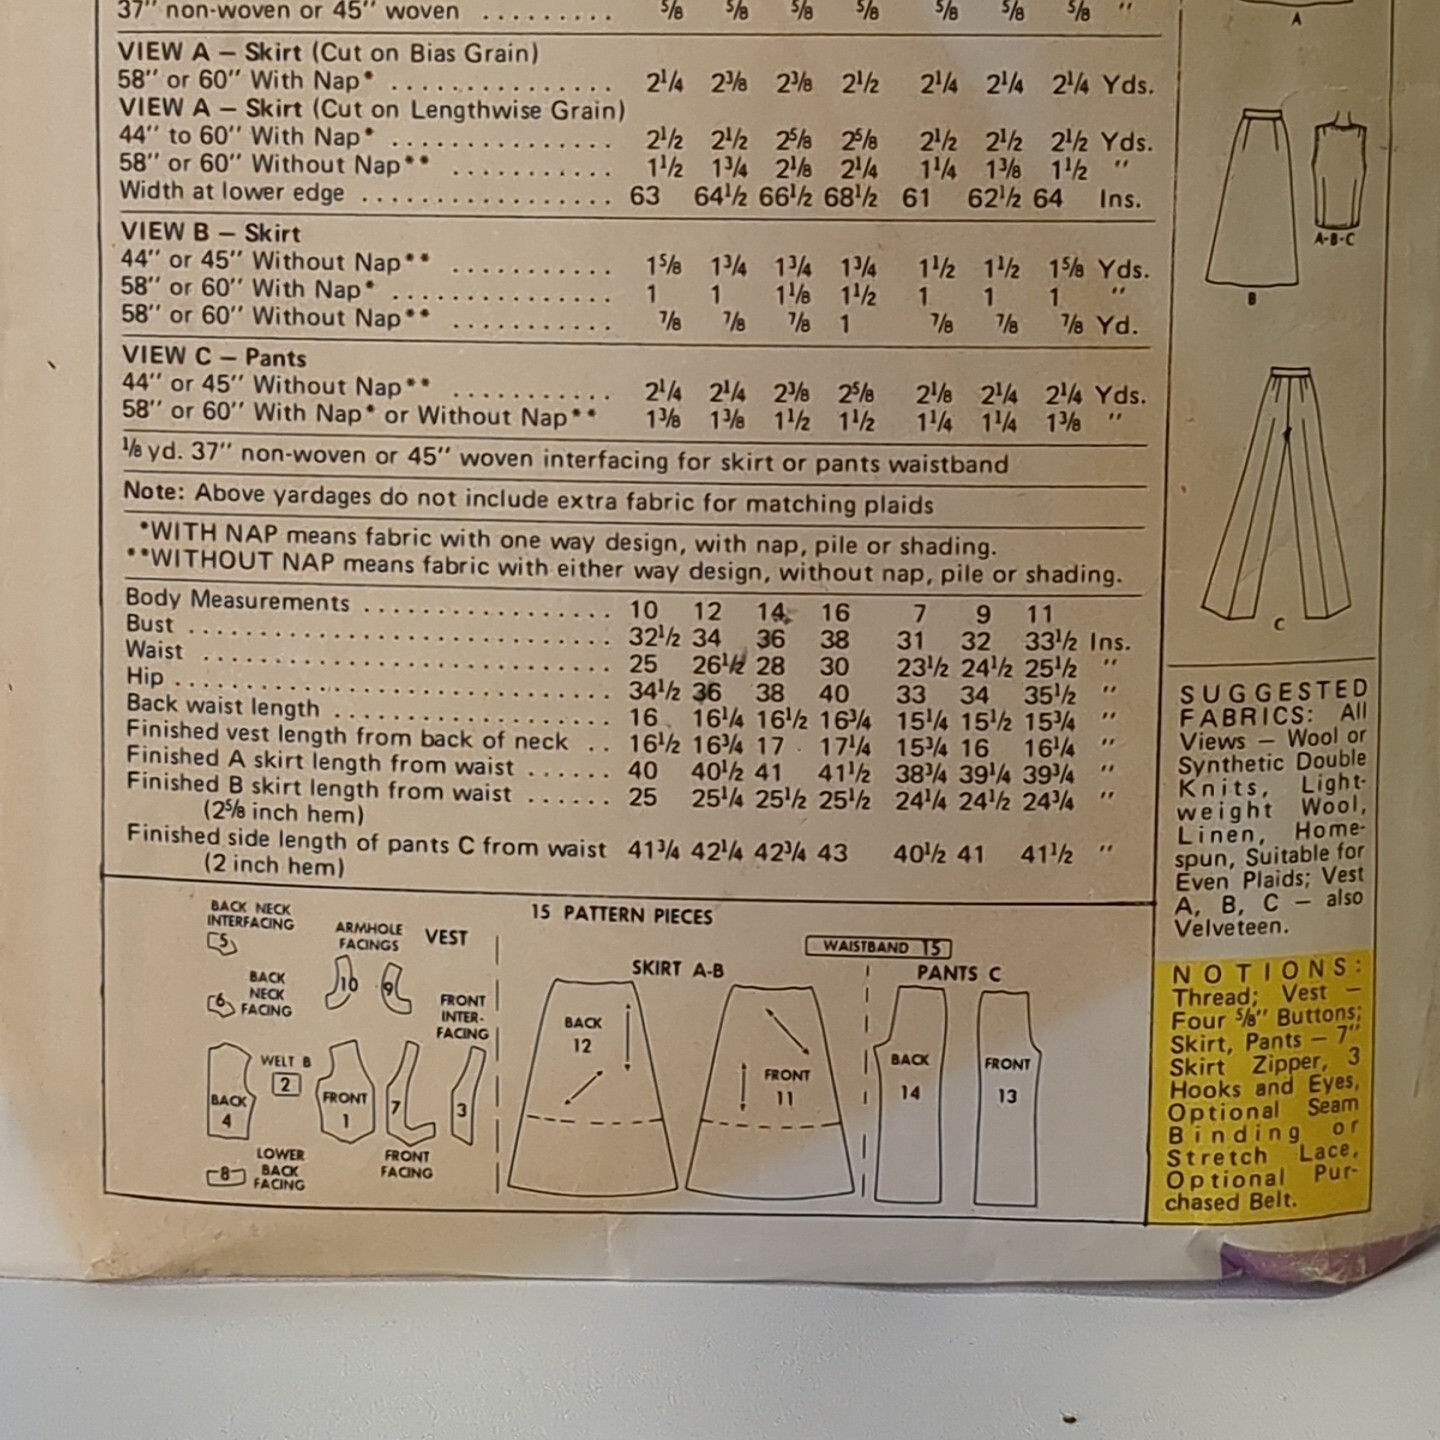 37" non-woven or 45" woven ......... 5/8 5/8 5/8 5/8 5/8 5/8 5/8 "
VIEW A – Skirt (Cut on Bias Grain)
58" or 60" With Nap* ............... 2¼ 2⅜ 2⅜ 2½ 2¼ 2¼ 2¼ Yds.
VIEW A – Skirt (Cut on Lengthwise Grain)
44" to 60" With Nap* ............... 2½ 2½ 2⅝ 2⅝ 2½ 2½ 2½ Yds.
58" or 60" Without Nap** ........... 1½ 1¾ 2⅛ 2¼ 1¼ 1⅜ 1½ "
Width at lower edge ................. 63 64½ 66½ 68½ 61 62½ 64 Ins.
VIEW B – Skirt
44" or 45" Without Nap** ........... 1⅝ 1¾ 1¾ 1¾ 1½ 1½ 1⅝ Yds.
58" or 60" With Nap* ............... 1 1 1⅛ 1½ 1 1 1 "
58" or 60" Without Nap** ........... ⅞ ⅞ ⅞ 1 ⅞ ⅞ ⅞ Yd.
VIEW C – Pants
44" or 45" Without Nap** ........... 2¼ 2¼ 2⅜ 2⅝ 2⅛ 2¼ 2¼ Yds.
58" or 60" With Nap* or Without Nap** 1⅜ 1⅜ 1½ 1½ 1¼ 1¼ 1⅜ "
⅛ yd. 37" non-woven or 45" woven interfacing for skirt or pants waistband
Note: Above yardages do not include extra fabric for matching plaids
*WITH NAP means fabric with one way design, with nap, pile or shading.
**WITHOUT NAP means fabric with either way design, without nap, pile or shading.
Body Measurements ................. 10 12 14 16 7 9 11
Bust ............................. 32½ 34 36 38 31 32 33½ Ins.
Waist ............................ 25 26½ 28 30 23½ 24½ 25½ "
Hip .............................. 34½ 36 38 40 33 34 35½ "
Back waist length ................... 16 16¼ 16½ 16¾ 15¼ 15½ 15¾ "
Finished vest length from back of neck .. 16½ 16¾ 17 17¼ 15¾ 16 16¼ "
Finished A skirt length from waist ...... 40 40½ 41 41½ 38¾ 39¼ 39¾ "
Finished B skirt length from waist ...... 25 25¼ 25½ 25½ 24¼ 24½ 24¾ "
(2⅝ inch hem)
Finished side length of pants C from waist 41¾ 42¼ 42¾ 43 40½ 41 41½ "
(2 inch hem)
A
A-B-C
B
C
SUGGESTED
FABRICS: All
Views – Wool or
Synthetic Double
Knits, Light-
weight Wool,
Linen, Home-
spun, Suitable for
Even Plaids; Vest
A, B, C – also
Velveteen.
NOTIONS:
Thread; Vest –
Four ⅝" Buttons;
Skirt, Pants – 7"
Skirt Zipper, 3
Hooks and Eyes,
Optional Seam
Binding or
Stretch Lace,
Optional Pur-
chased Belt.
15 PATTERN PIECES
BACK NECK
INTERFACING
5
ARMHOLE
FACINGS
10
9
VEST
BACK
NECK
FACING
6
FRONT
INTER-
FACING
3
WELT B
2
BACK
4
FRONT
1
7
FRONT
FACING
LOWER
BACK
FACING
8
SKIRT A-B
BACK
12
FRONT
11
WAISTBAND 15
PANTS C
BACK
14
FRONT
13